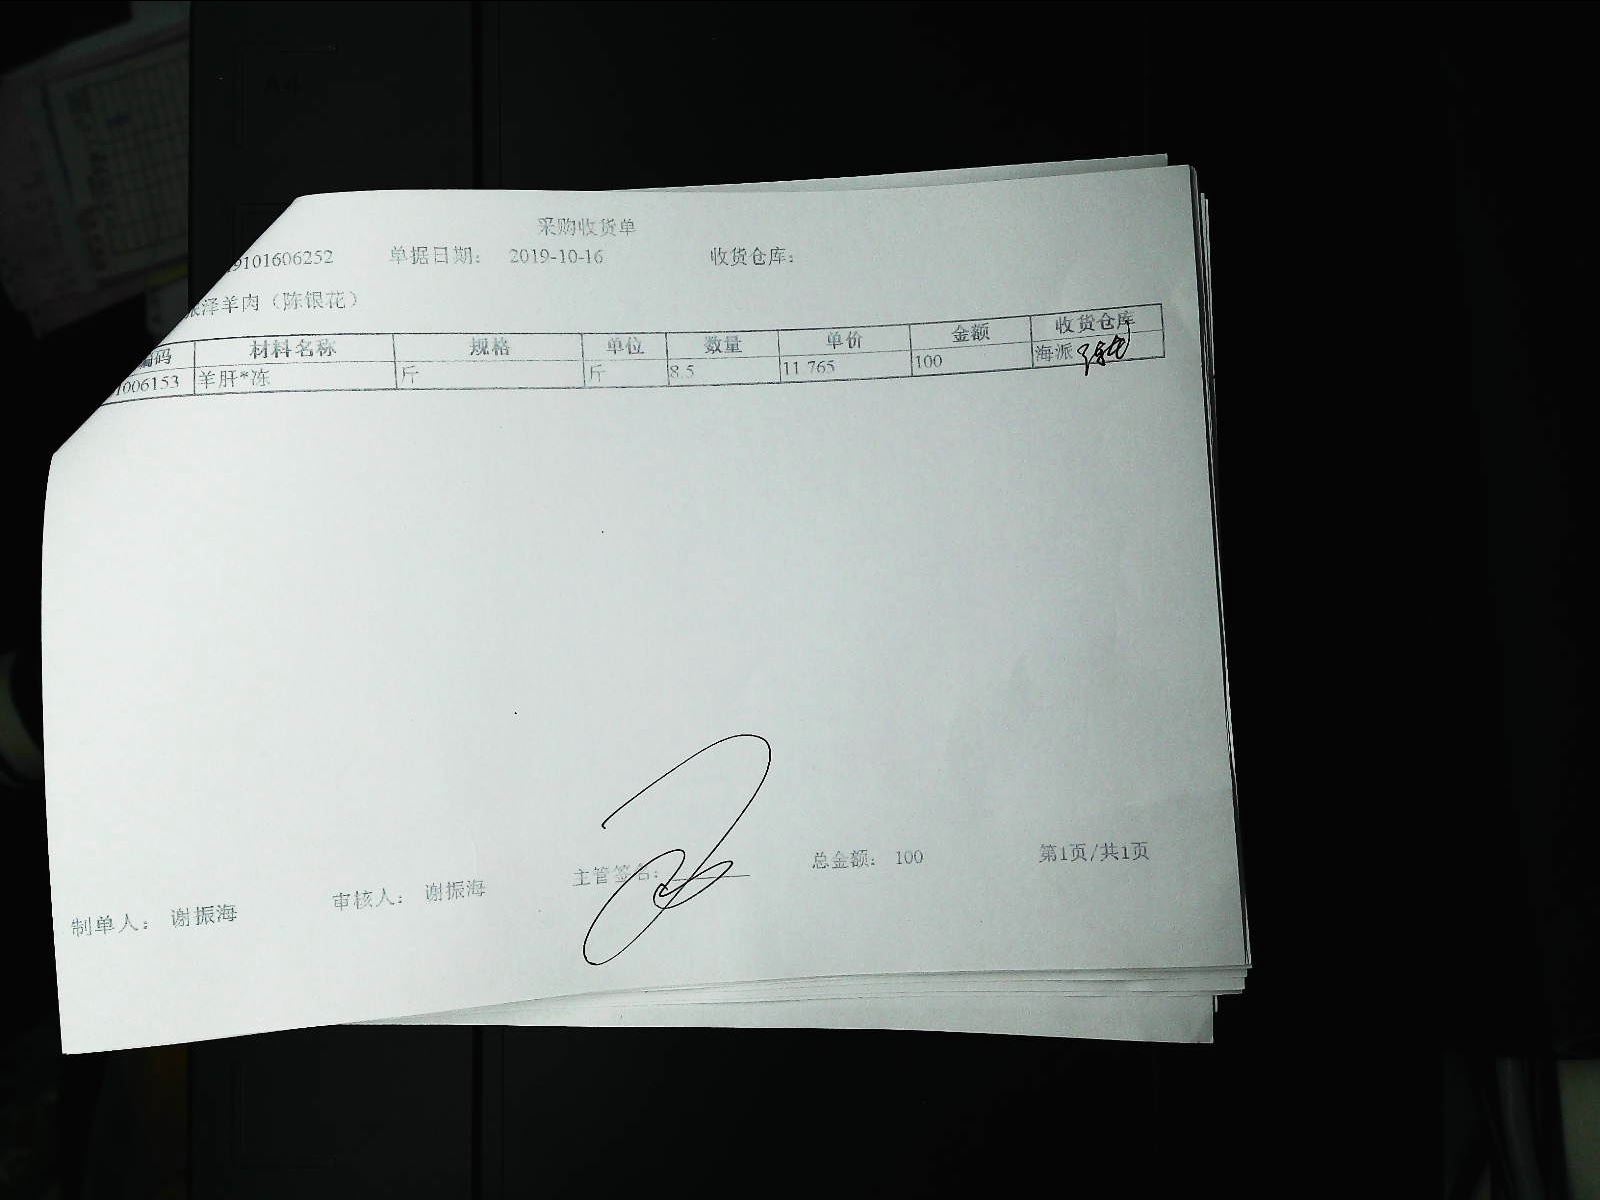 采购收货单
9101606252 单据日期： 2019-10-16 收货仓库：
泽羊肉（陈银花）
编码 材料名称 规格 单位 数量 单价 金额 收货仓库
1006153 羊肝*冻 斤 斤 8.5 11.765 100 海派
主管签名： 总金额： 100 第1页/共1页
制单人： 谢振海 审核人： 谢振海